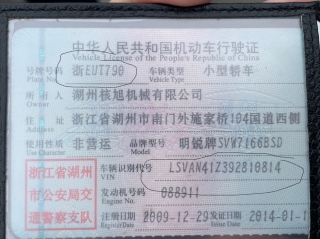 中华人民共和国机动车行驶证
Vehicle License of the People's Republic of China
号牌号码 浙EUT790 车辆类型 小型轿车
Plate No. Vehicle Type
所有人 湖州核旭机械有限公司
Owner
住址 浙江省湖州市南门外施家桥104国道西侧
Address
使用性质 非营运 品牌型号 明锐牌SVW7166BSD
Use Character Model
浙江省湖州市公安局交通警察支队
车辆识别代号 LSVAN41Z392810814
VIN
发动机号码 088911
Engine No.
注册日期 2009-12-29 发证日期 2014-01-1